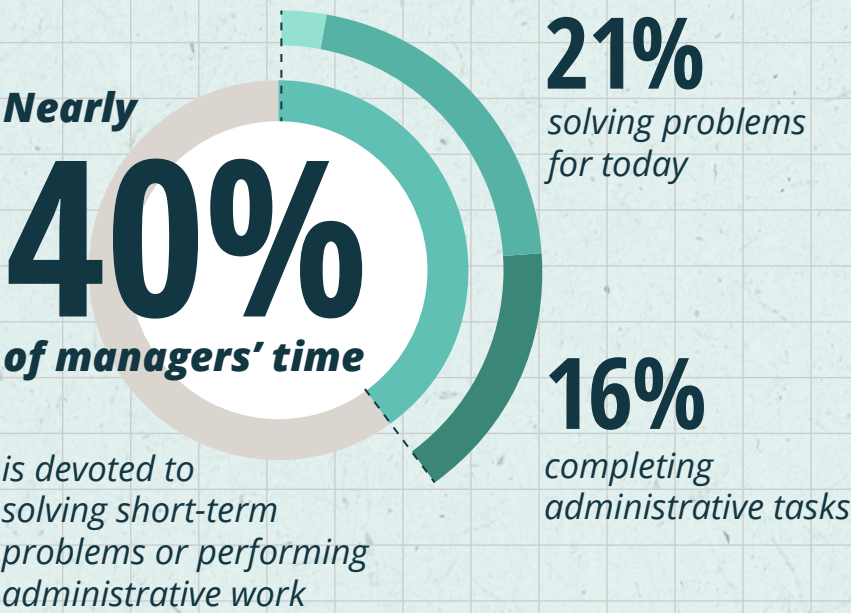 Nearly
40%
of managers’ time
is devoted to
solving short-term
problems or performing
administrative work
21%
solving problems
for today
16%
completing
administrative tasks